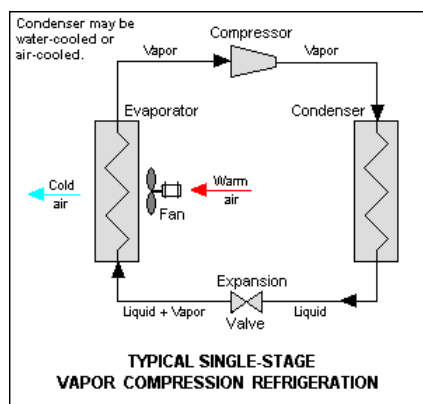 Condenser may be
water-cooled or
air-cooled.
Compressor
Vapor
Vapor
Evaporator
Condenser
Cold
air
Warm
air
Fan
Expansion
Valve
Liquid + Vapor
Liquid
TYPICAL SINGLE-STAGE
VAPOR COMPRESSION REFRIGERATION